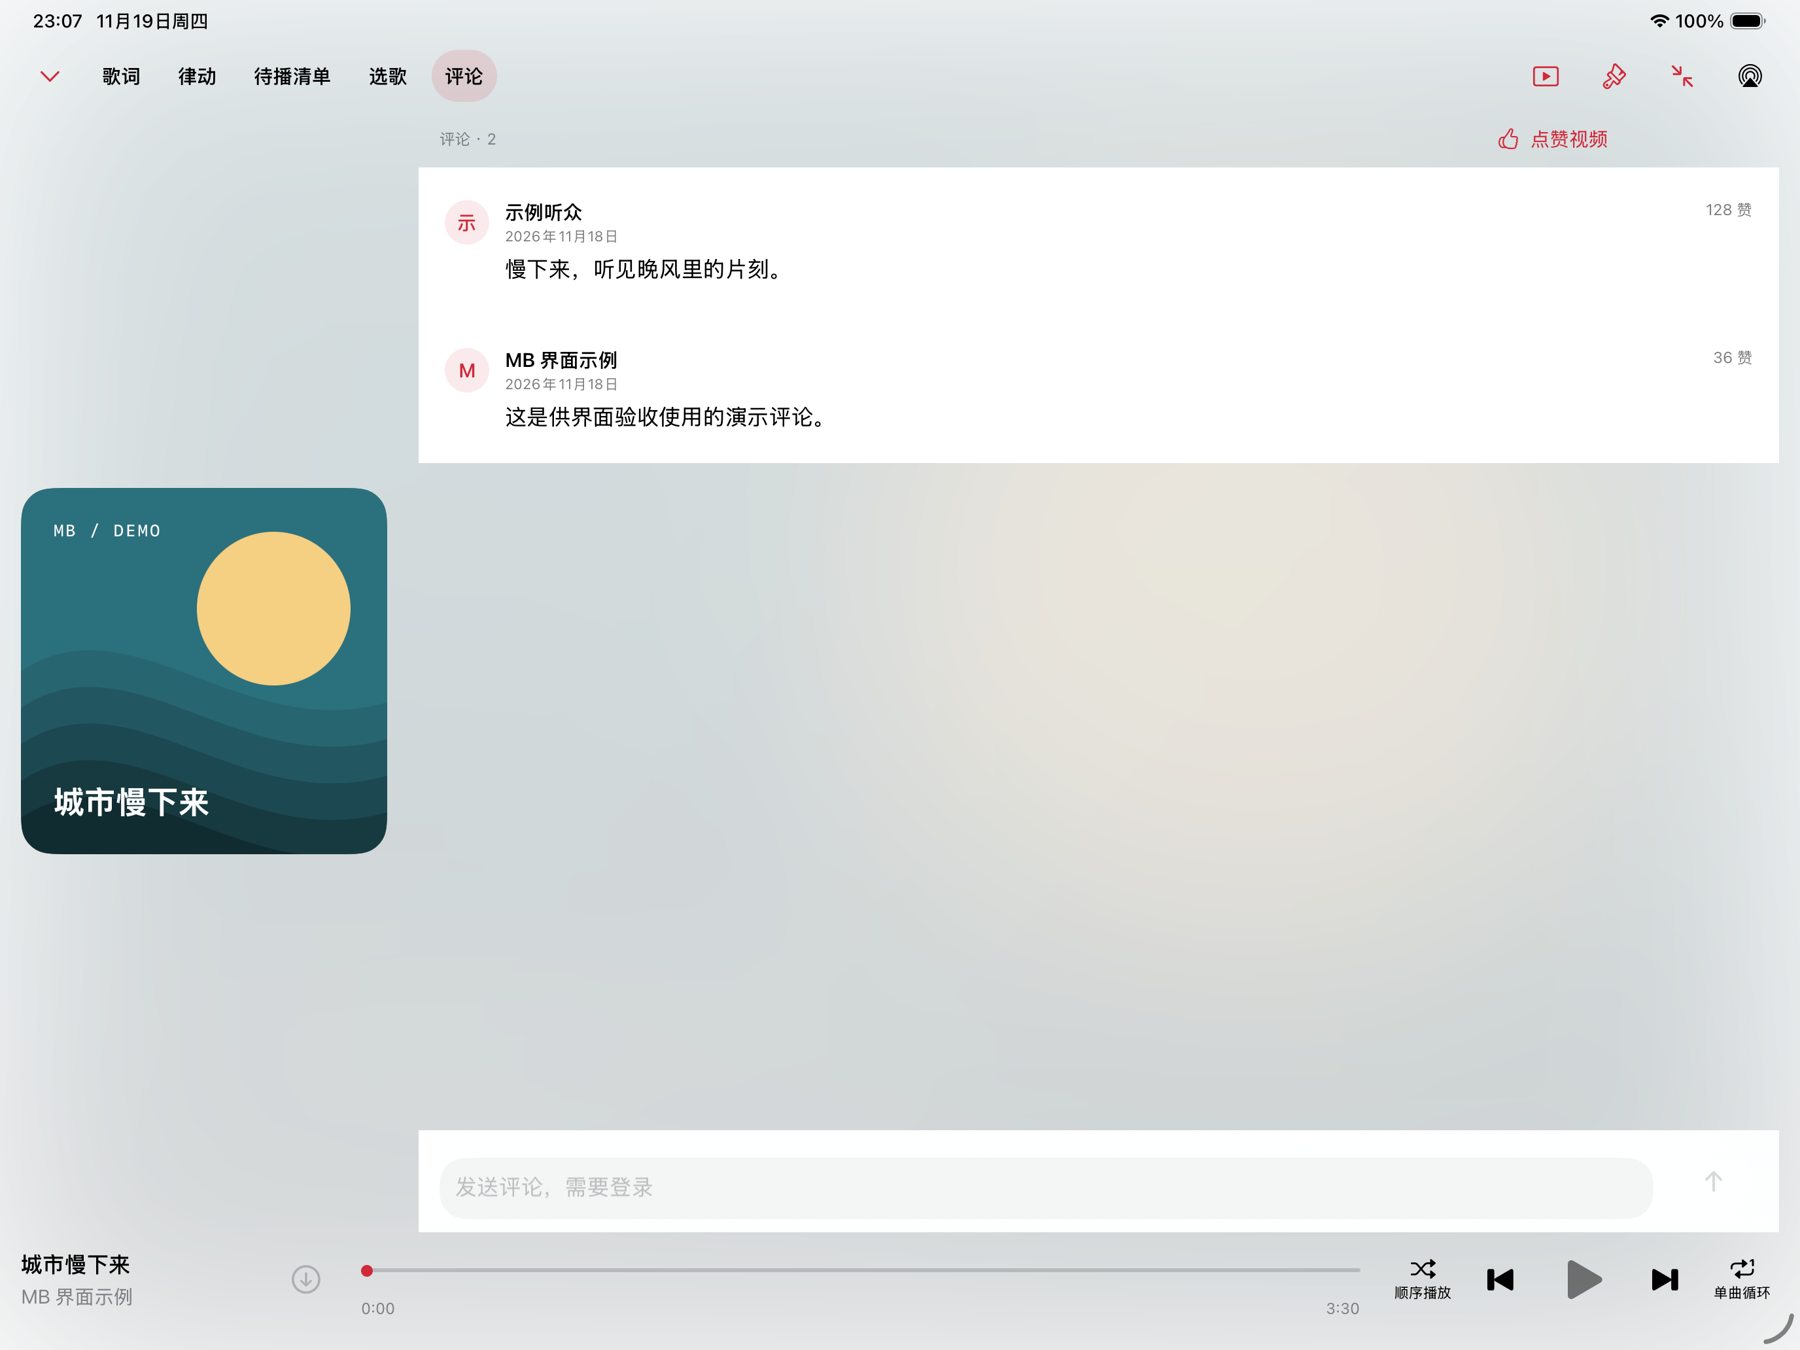 23:07 11月19日周四
100%
歌词 律动 待播清单 选歌 评论
评论 · 2
点赞视频
示
示例听众
128 赞
2026年11月18日
慢下来，听见晚风里的片刻。
M
MB 界面示例
36 赞
2026年11月18日
这是供界面验收使用的演示评论。
MB / DEMO
城市慢下来
发送评论，需要登录
城市慢下来
MB 界面示例
0:00
3:30
顺序播放
单曲循环